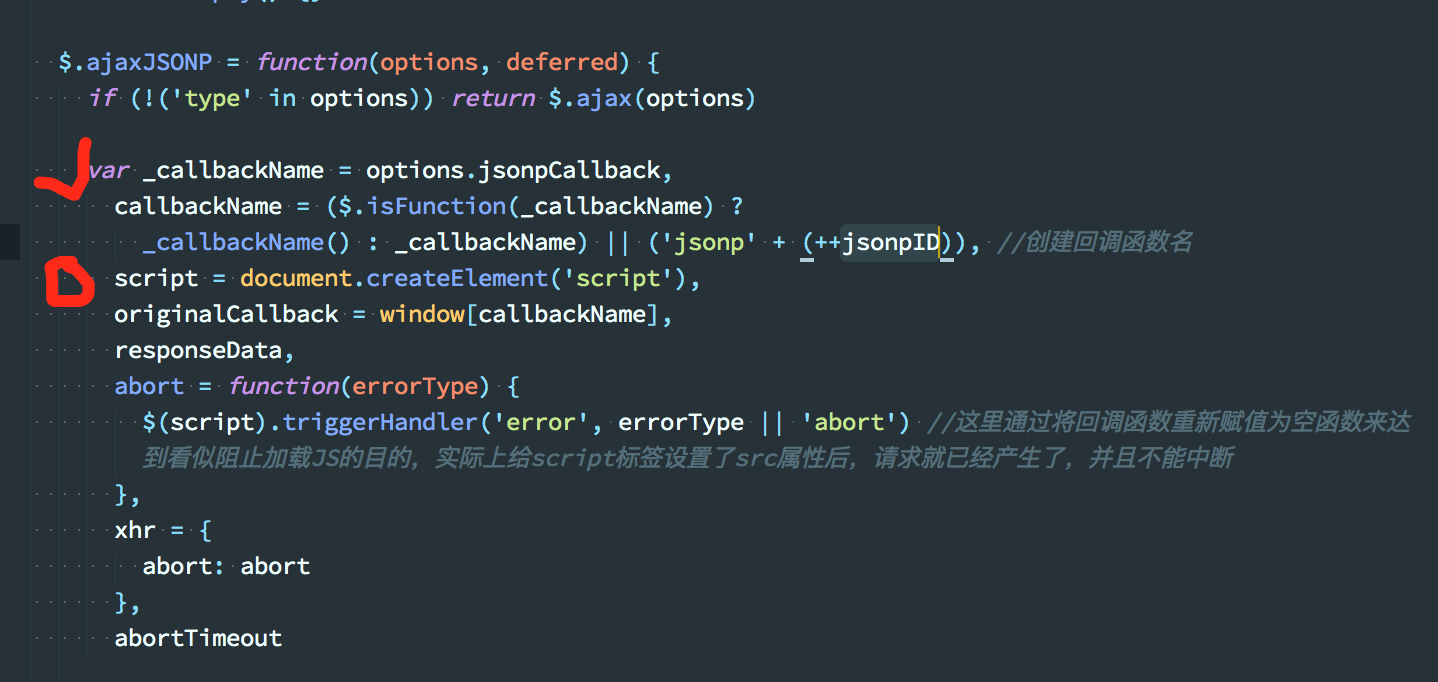 $.ajaxJSONP = function(options, deferred) {
if (!('type' in options)) return $.ajax(options)
var _callbackName = options.jsonpCallback,
callbackName = ($.isFunction(_callbackName) ?
_callbackName() : _callbackName) || ('jsonp' + (++jsonpID)), //创建回调函数名
script = document.createElement('script'),
originalCallback = window[callbackName],
responseData,
abort = function(errorType) {
$(script).triggerHandler('error', errorType || 'abort') //这里通过将回调函数重新赋值为空函数来达
到看似阻止加载JS的目的，实际上给script标签设置了src属性后，请求就已经产生了，并且不能中断
},
xhr = {
abort: abort
},
abortTimeout